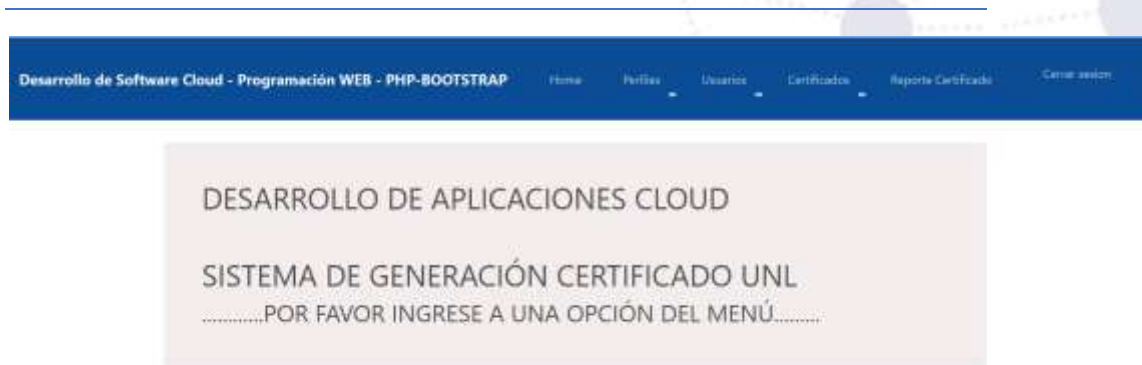 Desarrollo de Software Cloud - Programación WEB - PHP-BOOTSTRAP Home Perfiles Usuarios Certificados Reporte Certificado Cerrar sesion
DESARROLLO DE APLICACIONES CLOUD
SISTEMA DE GENERACIÓN CERTIFICADO UNL
............POR FAVOR INGRESE A UNA OPCIÓN DEL MENÚ.........